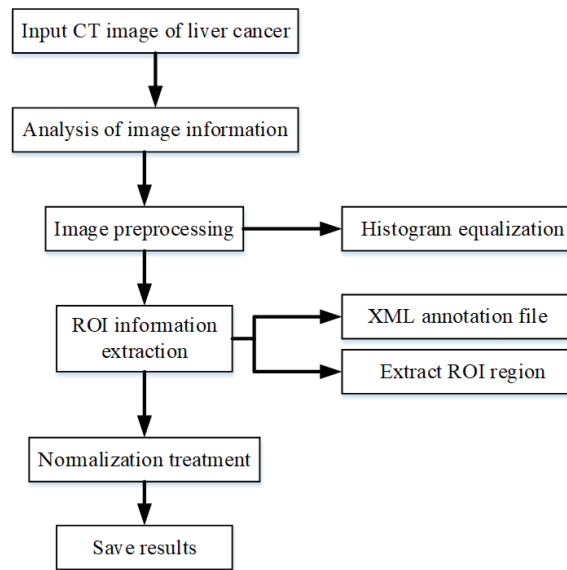 Input CT image of liver cancer
Analysis of image information
Image preprocessing
Histogram equalization
ROI information
extraction
XML annotation file
Extract ROI region
Normalization treatment
Save results